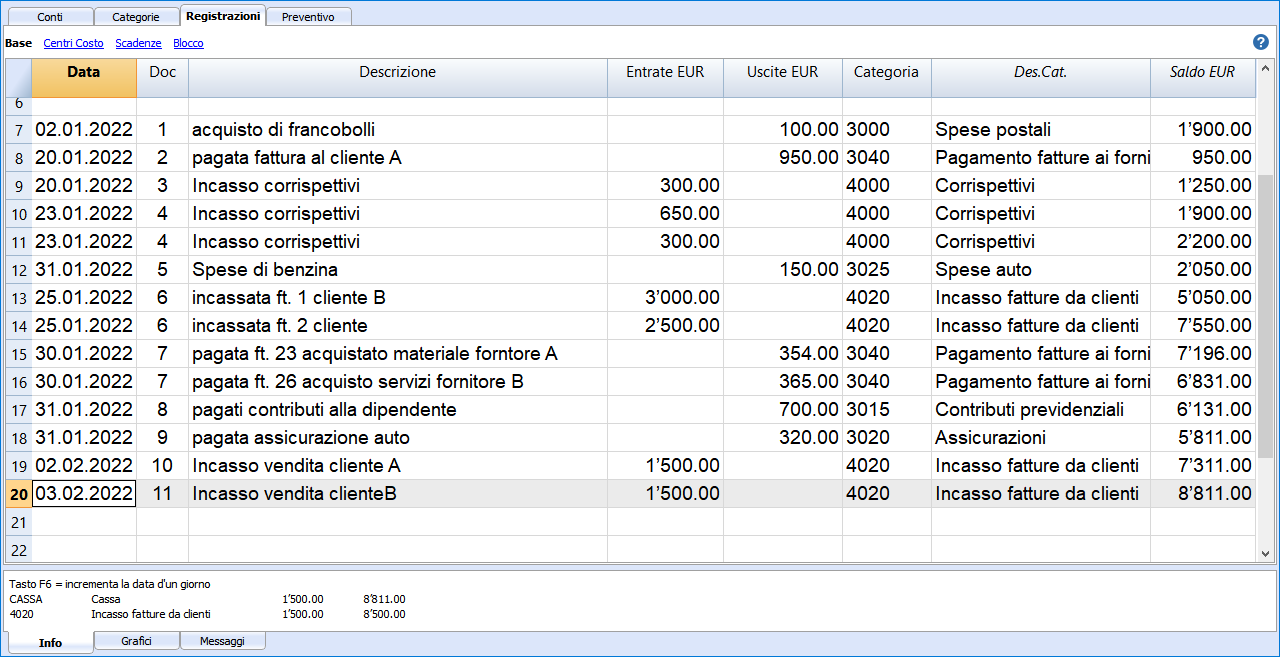 Conti Categorie Registrazioni Preventivo
Base Centri Costo Scadenze Blocco ?
Data Doc Descrizione Entrate EUR Uscite EUR Categoria Des.Cat. Saldo EUR
6
7 02.01.2022 1 acquisto di francobolli 100.00 3000 Spese postali 1’900.00
8 20.01.2022 2 pagata fattura al cliente A 950.00 3040 Pagamento fatture ai forni 950.00
9 20.01.2022 3 Incasso corrispettivi 300.00 4000 Corrispettivi 1’250.00
10 23.01.2022 4 Incasso corrispettivi 650.00 4000 Corrispettivi 1’900.00
11 23.01.2022 4 Incasso corrispettivi 300.00 4000 Corrispettivi 2’200.00
12 31.01.2022 5 Spese di benzina 150.00 3025 Spese auto 2’050.00
13 25.01.2022 6 incassata ft. 1 cliente B 3’000.00 4020 Incasso fatture da clienti 5’050.00
14 25.01.2022 6 incassata ft. 2 cliente 2’500.00 4020 Incasso fatture da clienti 7’550.00
15 30.01.2022 7 pagata ft. 23 acquistato materiale forntore A 354.00 3040 Pagamento fatture ai forni 7’196.00
16 30.01.2022 7 pagata ft. 26 acquisto servizi fornitore B 365.00 3040 Pagamento fatture ai forni 6’831.00
17 31.01.2022 8 pagati contributi alla dipendente 700.00 3015 Contributi previdenziali 6’131.00
18 31.01.2022 9 pagata assicurazione auto 320.00 3020 Assicurazioni 5’811.00
19 02.02.2022 10 Incasso vendita cliente A 1’500.00 4020 Incasso fatture da clienti 7’311.00
20 03.02.2022 11 Incasso vendita clienteB 1’500.00 4020 Incasso fatture da clienti 8’811.00
21
22
Tasto F6 = incrementa la data d'un giorno
CASSA Cassa 1’500.00 8’811.00
4020 Incasso fatture da clienti 1’500.00 8’500.00
Info Grafici Messaggi